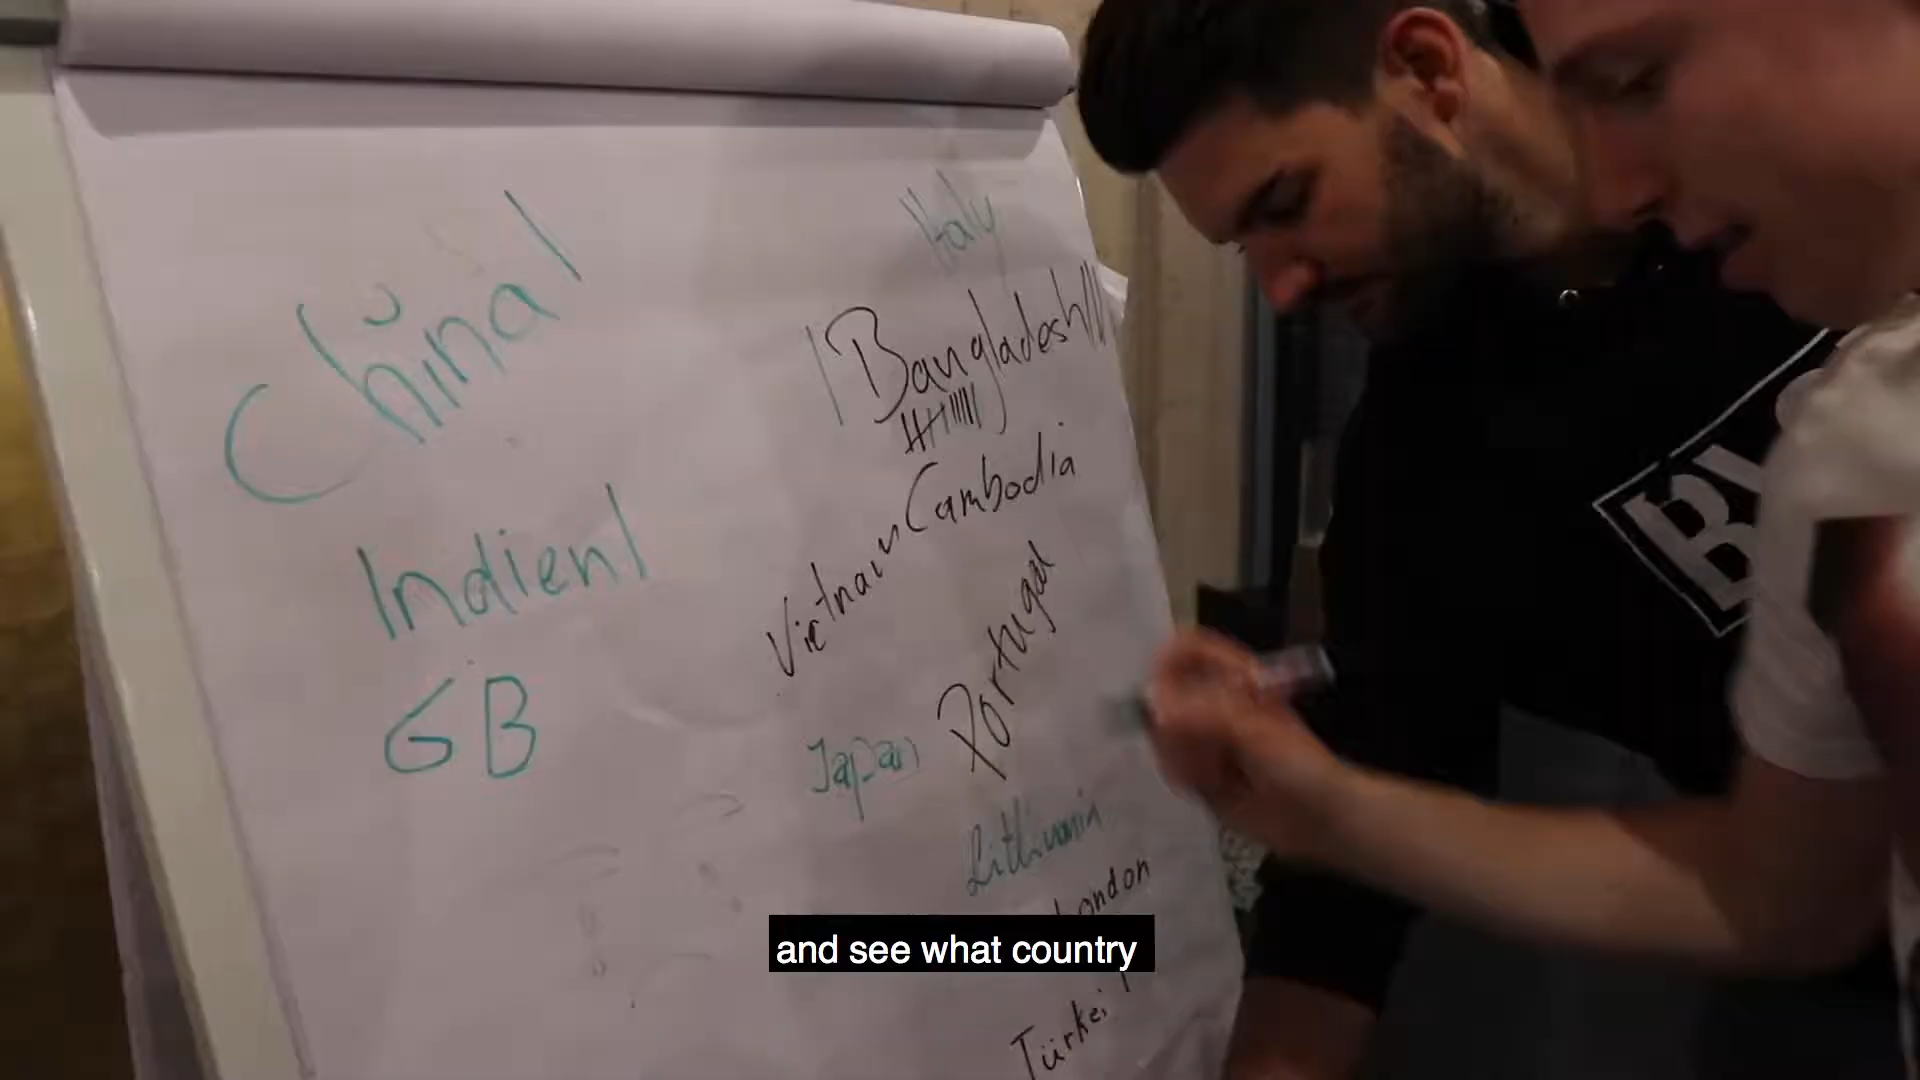 China |
Indien |
GB
Italy
| Bangladesh ||||
Cambodia
Vietnam
Portugal
Japan
Lithuania
London
Türkei |
B
and see what country